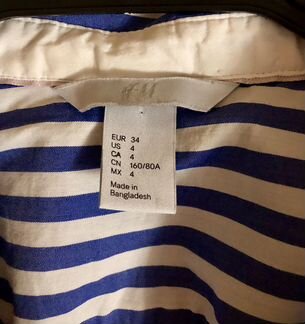 H&M
EUR 34
US 4
CA 4
CN 160/80A
MX 4
Made in
Bangladesh